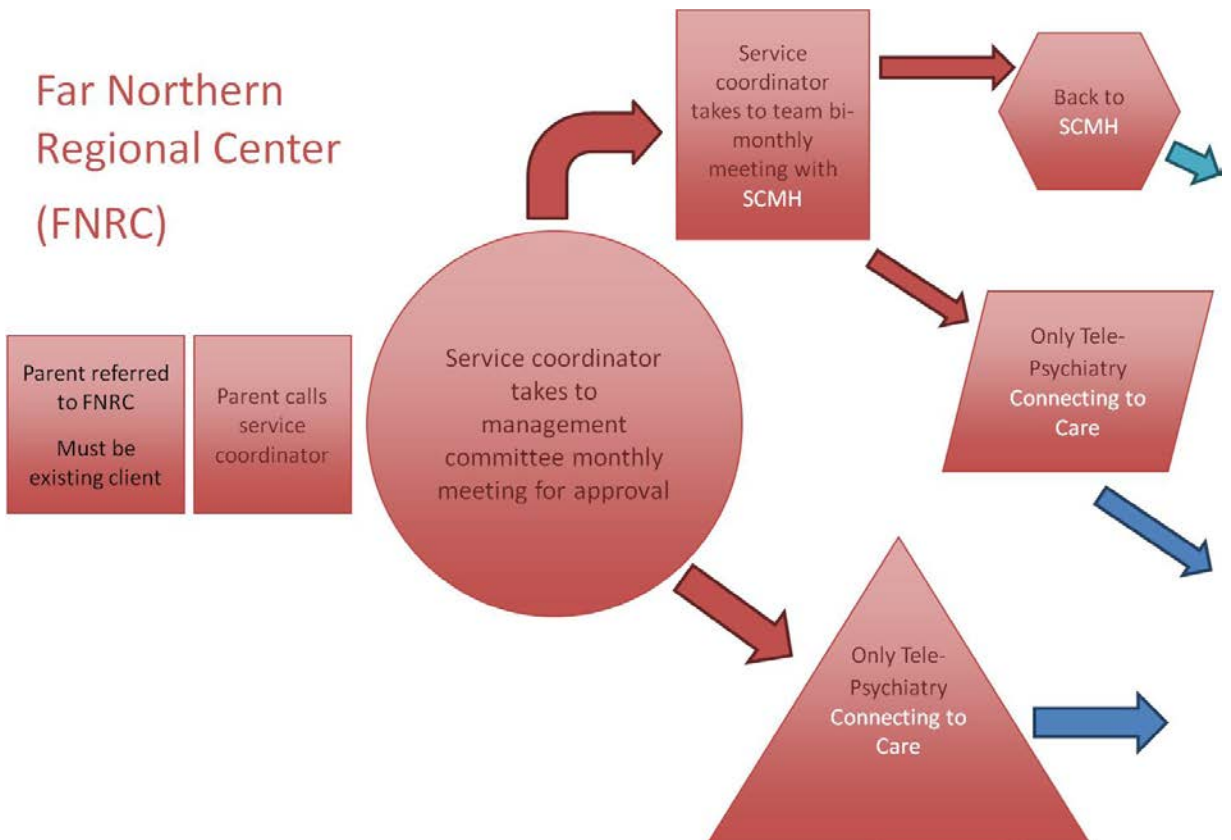 Far Northern
Regional Center
(FNRC)
Parent referred
to FNRC
Must be
existing client
Parent calls
service
coordinator
Service coordinator
takes to
management
committee monthly
meeting for approval
Service
coordinator
takes to team bi-
monthly
meeting with
SCMH
Back to
SCMH
Only Tele-
Psychiatry
Connecting to
Care
Only Tele-
Psychiatry
Connecting to
Care